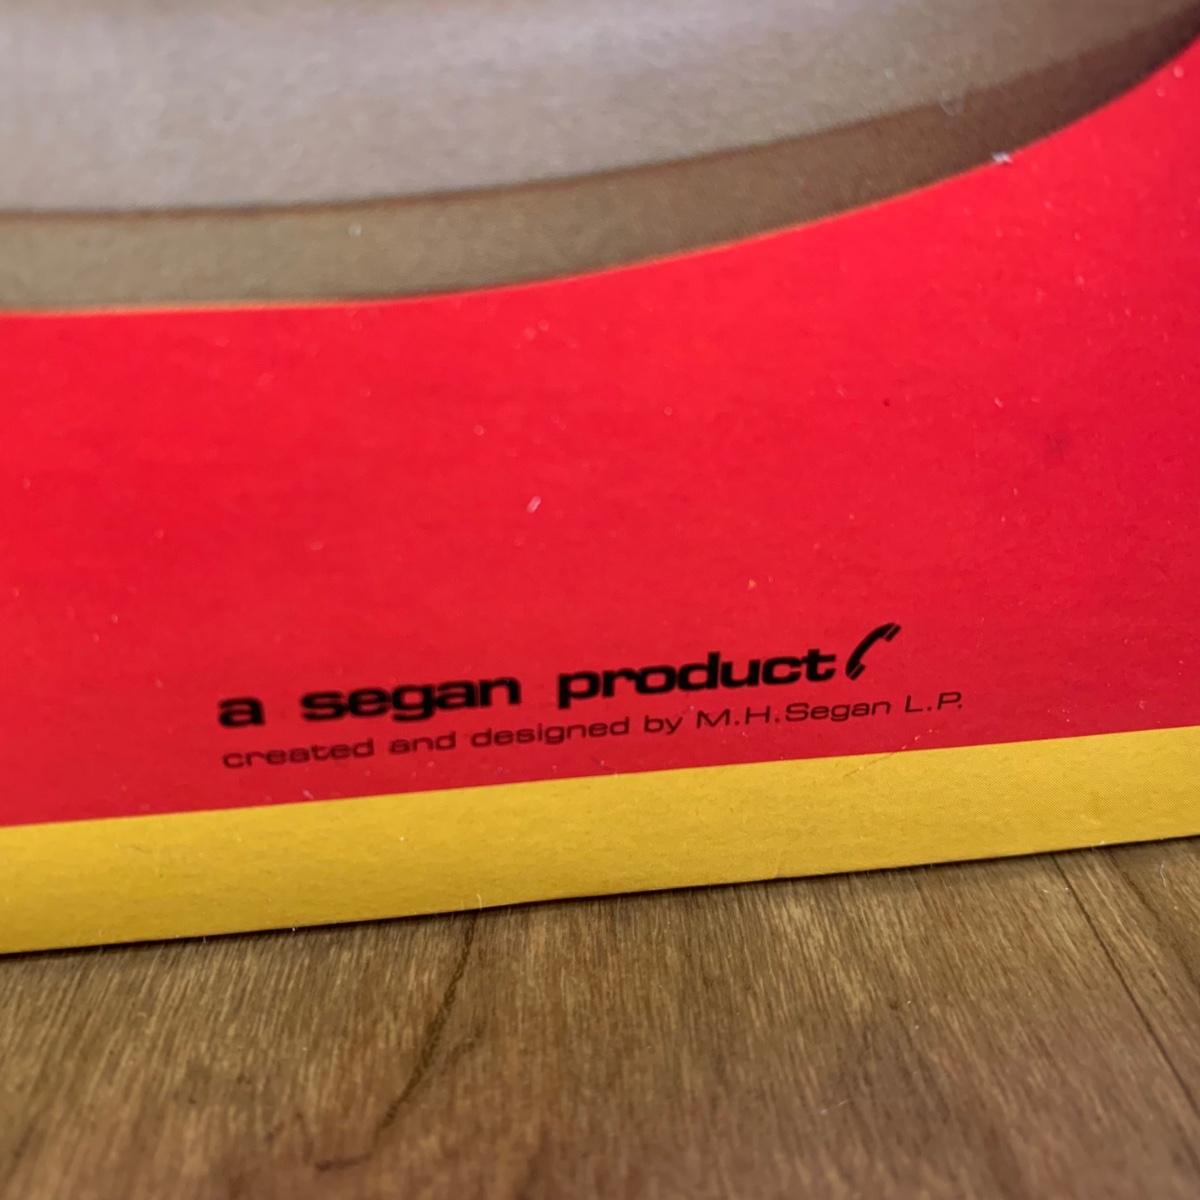 a segan product
created and designed by M.H.Segan L.P.